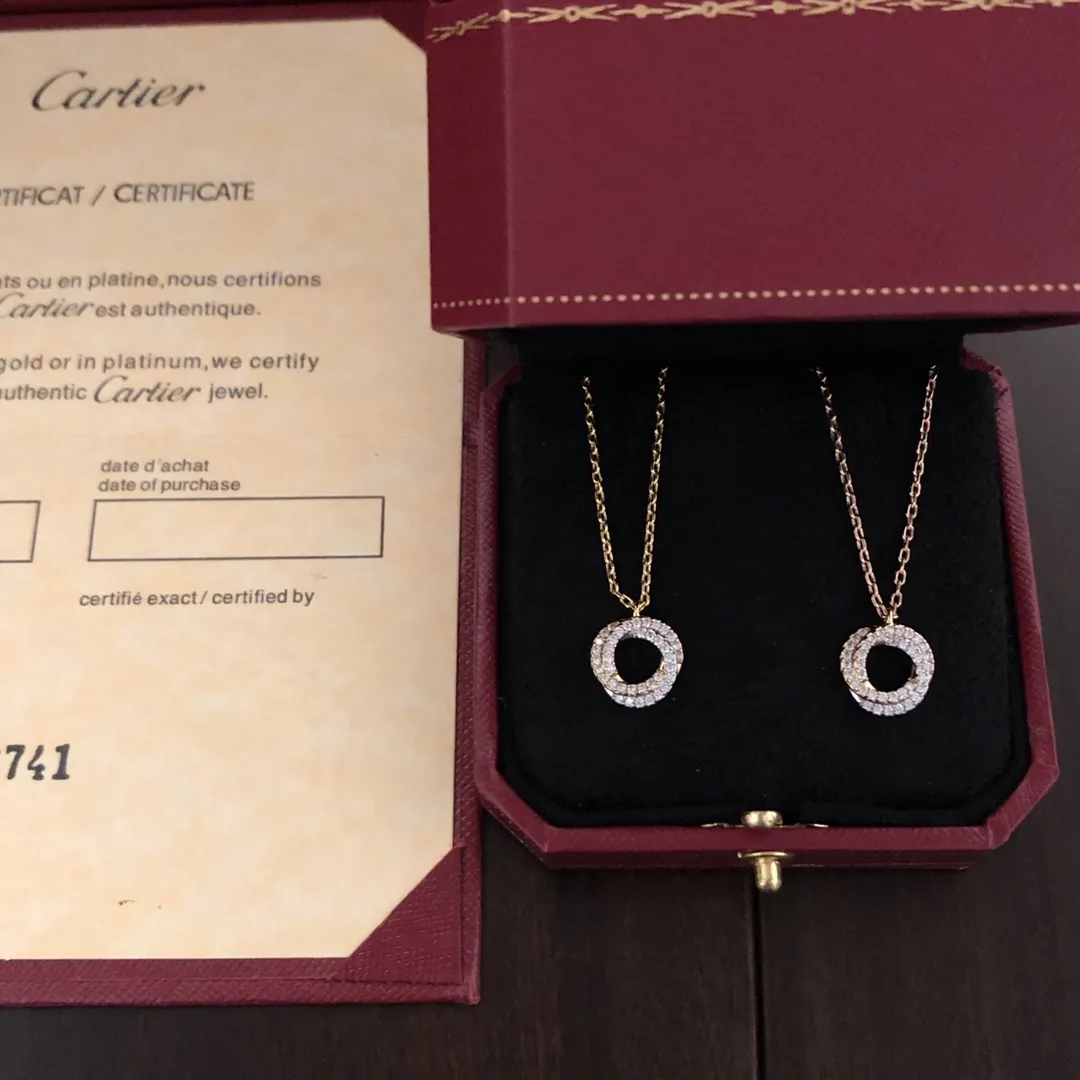 Cartier
TIFICAT / CERTIFICATE
ts ou en platine, nous certifions
Cartier est authentique.
gold or in platinum, we certify
uthentic Cartier jewel.
date d'achat
date of purchase
certifié exact / certified by
741